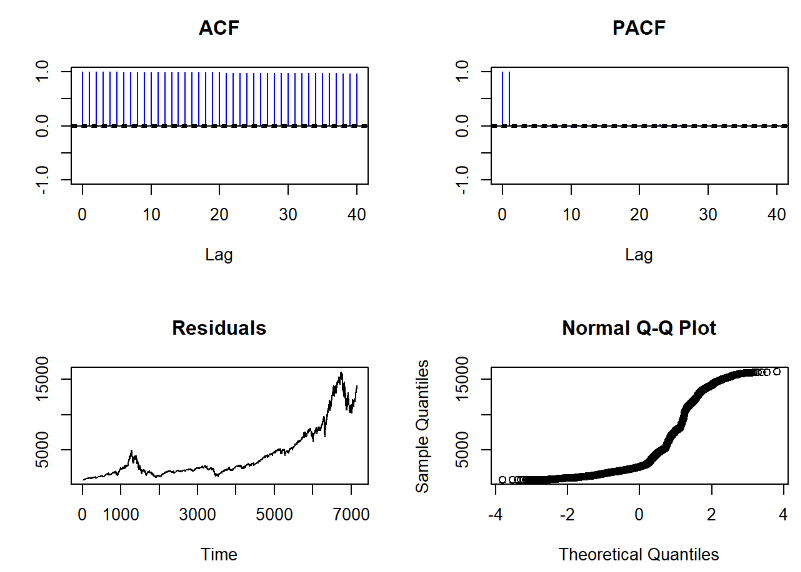 ACF
1.0
0.0
-1.0
0 10 20 30 40
Lag
PACF
1.0
0.0
-1.0
0 10 20 30 40
Lag
Residuals
15000
5000
0 1000 3000 5000 7000
Time
Normal Q-Q Plot
Sample Quantiles
15000
5000
-4 -2 0 2 4
Theoretical Quantiles